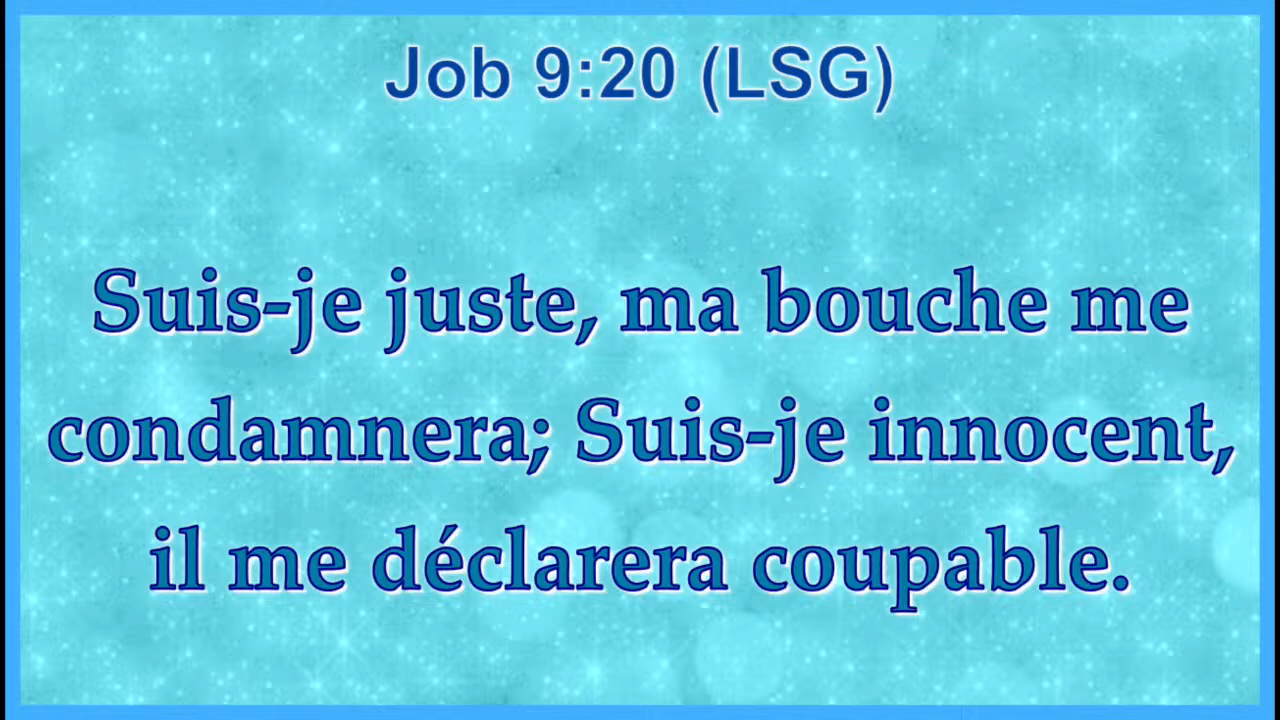 Job 9:20 (LSG)
Suis-je juste, ma bouche me
condamnera; Suis-je innocent,
il me déclarera coupable.